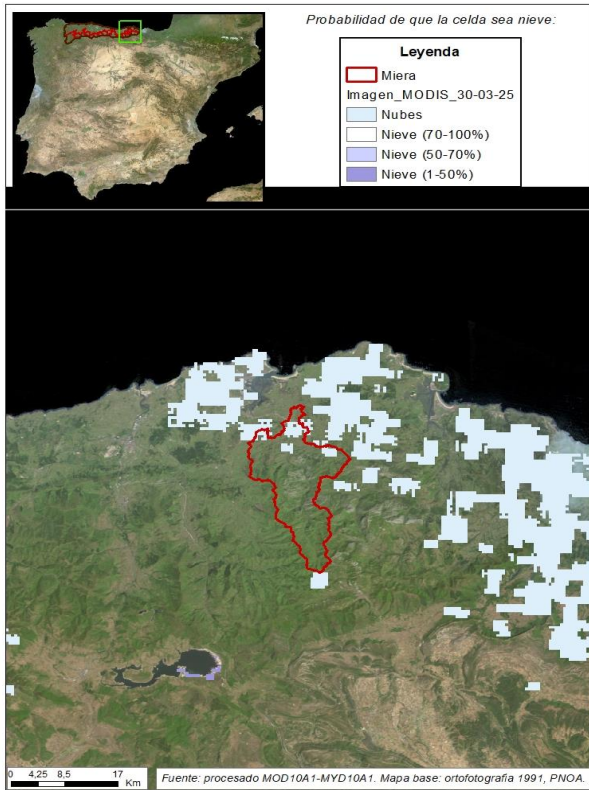 Probabilidad de que la celda sea nieve:
Leyenda
Miera
Imagen_MODIS_30-03-25
Nubes
Nieve (70-100%)
Nieve (50-70%)
Nieve (1-50%)
0 4,25 8,5 17
Km
Fuente: procesado MOD10A1-MYD10A1. Mapa base: ortofotografia 1991, PNOA.